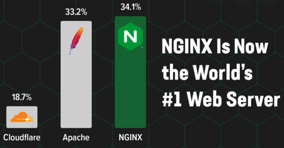 34.1%
33.2%
N
NGINX Is Now
the World's
#1 Web Server
18.7%
Cloudflare
Apache
NGINX